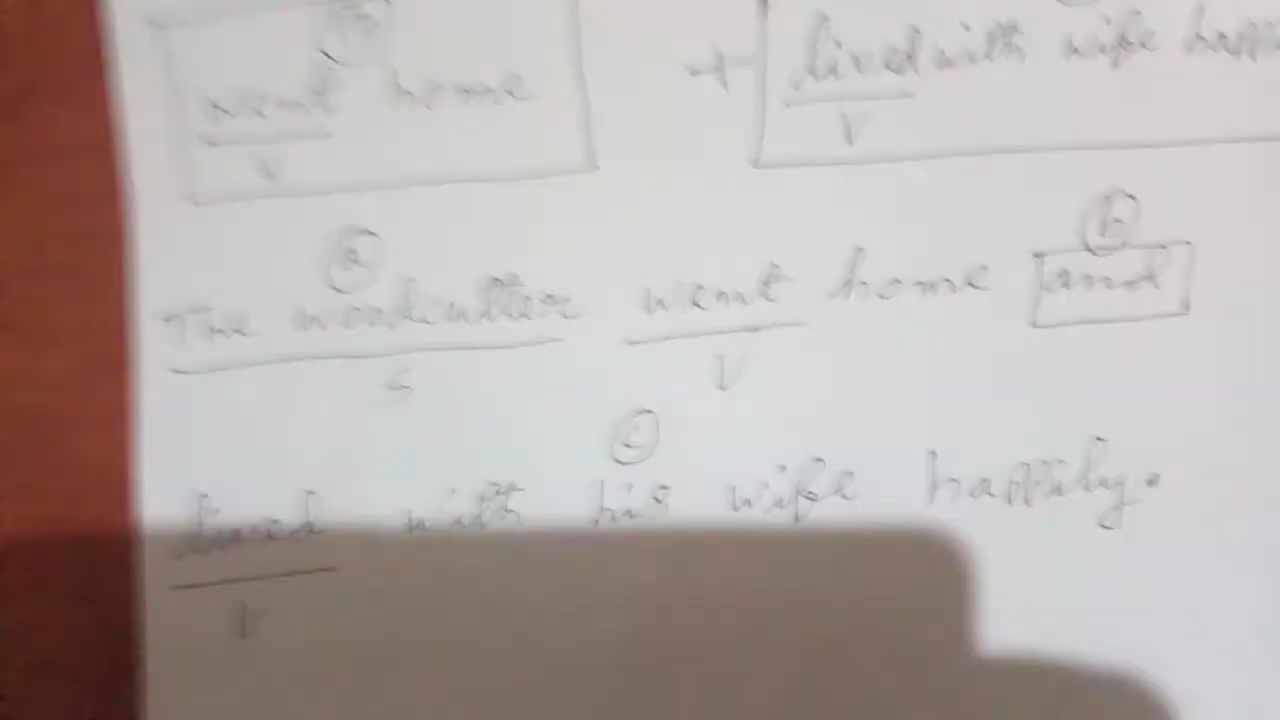 went home + lived with wife
V V
a b
The woodcutter went home and
S V
c
lived with his wife happily.
V